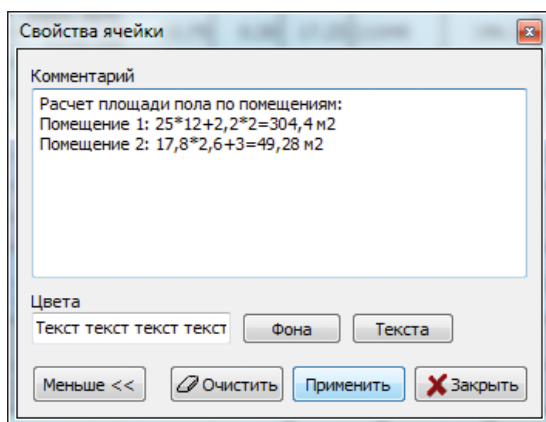 Свойства ячейки
Комментарий
Расчет площади пола по помещениям:
Помещение 1: 25*12+2,2*2=304,4 м2
Помещение 2: 17,8*2,6+3=49,28 м2
Цвета
Текст текст текст текст
Фона
Текста
Меньше <<
Очистить
Применить
Закрыть